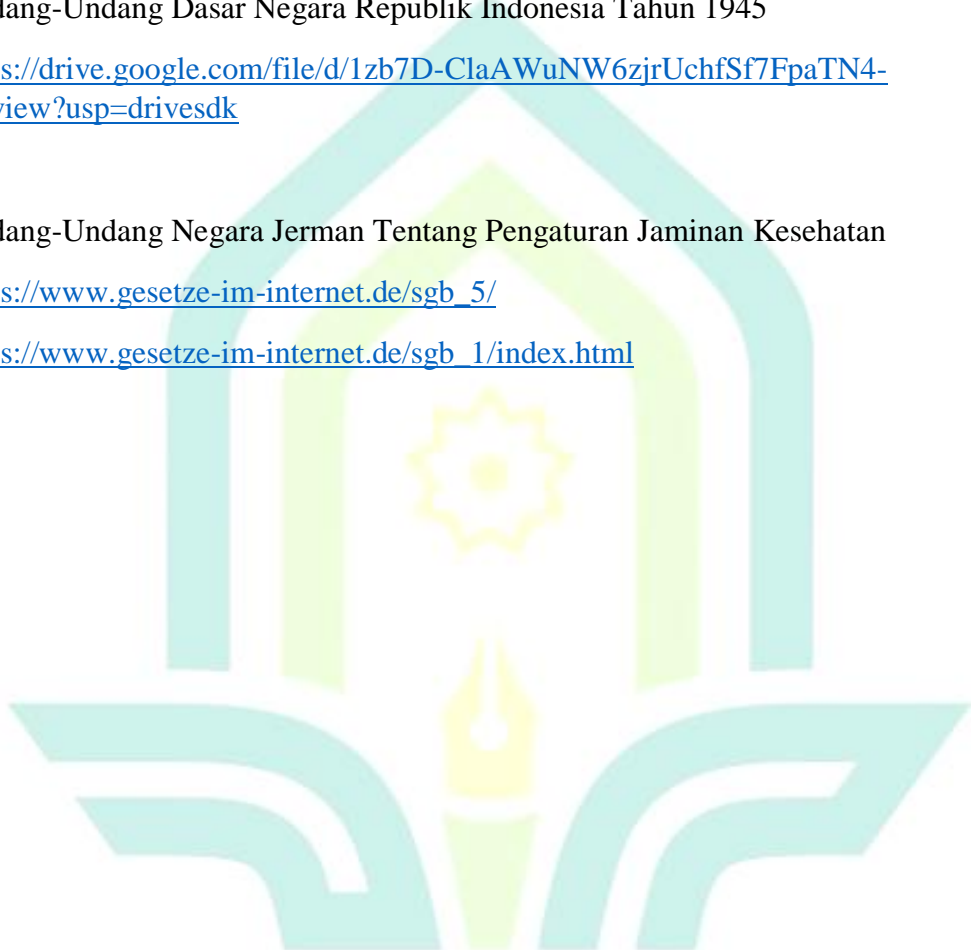 dang-Undang Dasar Negara Republik Indonesia Tahun 1945
s://drive.google.com/file/d/1zb7D-ClaAWuNW6zjrUchfSf7FpaTN4-
view?usp=drivesdk
dang-Undang Negara Jerman Tentang Pengaturan Jaminan Kesehatan
s://www.gesetze-im-internet.de/sgb_5/
s://www.gesetze-im-internet.de/sgb_1/index.html